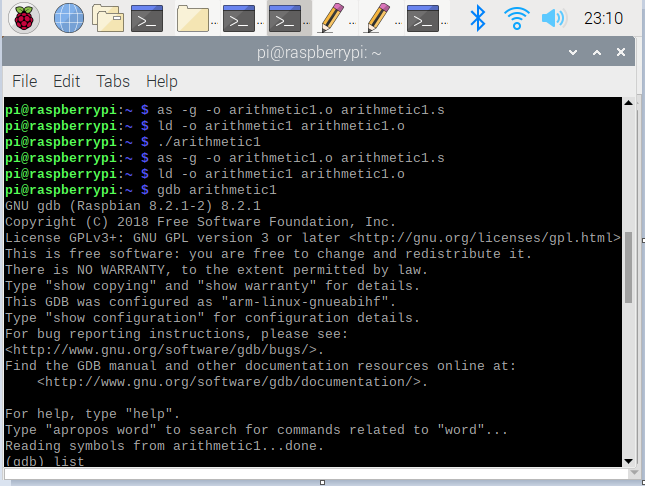 23:10
pi@raspberrypi: ~
File Edit Tabs Help
pi@raspberrypi:~ $ as -g -o arithmetic1.o arithmetic1.s
pi@raspberrypi:~ $ ld -o arithmetic1 arithmetic1.o
pi@raspberrypi:~ $ ./arithmetic1
pi@raspberrypi:~ $ as -g -o arithmetic1.o arithmetic1.s
pi@raspberrypi:~ $ ld -o arithmetic1 arithmetic1.o
pi@raspberrypi:~ $ gdb arithmetic1
GNU gdb (Raspbian 8.2.1-2) 8.2.1
Copyright (C) 2018 Free Software Foundation, Inc.
License GPLv3+: GNU GPL version 3 or later <http://gnu.org/licenses/gpl.html>
This is free software: you are free to change and redistribute it.
There is NO WARRANTY, to the extent permitted by law.
Type "show copying" and "show warranty" for details.
This GDB was configured as "arm-linux-gnueabihf".
Type "show configuration" for configuration details.
For bug reporting instructions, please see:
<http://www.gnu.org/software/gdb/bugs/>.
Find the GDB manual and other documentation resources online at:
    <http://www.gnu.org/software/gdb/documentation/>.

For help, type "help".
Type "apropos word" to search for commands related to "word"...
Reading symbols from arithmetic1...done.
(gdb) list